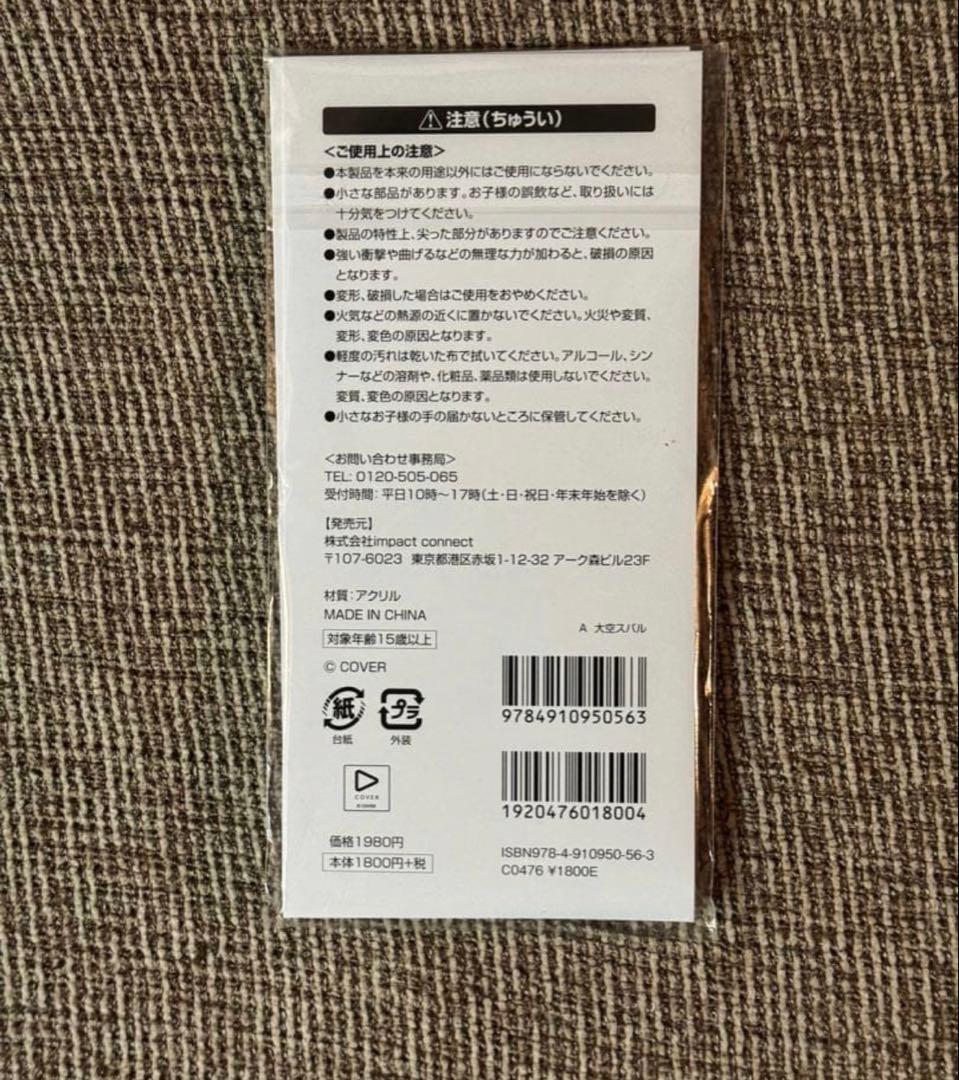 ⚠注意(ちゅうい)
<ご使用上の注意>
●本製品を本来の用途以外にはご使用にならないでください。
●小さな部品があります。お子様の誤飲など、取り扱いには
十分気をつけてください。
●製品の特性上、尖った部分がありますのでご注意ください。
●強い衝撃や曲げるなどの無理な力が加わると、破損の原因
となります。
●変形、破損した場合はご使用をおやめください。
●火気などの熱源の近くに置かないでください。火災や変質、
変形、変色の原因となります。
●軽度の汚れは乾いた布で拭いてください。アルコール、シン
ナーなどの溶剤や、化粧品、薬品類は使用しないでください。
変質、変色の原因となります。
●小さなお子様の手の届かないところに保管してください。
<お問い合わせ事務局>
TEL: 0120-505-065
受付時間: 平日10時〜17時(土・日・祝日・年末年始を除く)
【発売元】
株式会社impact connect
〒107-6023 東京都港区赤坂1-12-32 アーク森ビル23F
材質:アクリル
MADE IN CHINA
対象年齢15歳以上
A 大空スバル
© COVER
紙
台紙
プラ
外装
9784910950563
COVER
1920476018004
価格1980円
本体1800円+税
ISBN978-4-910950-56-3
C0476 ¥1800E